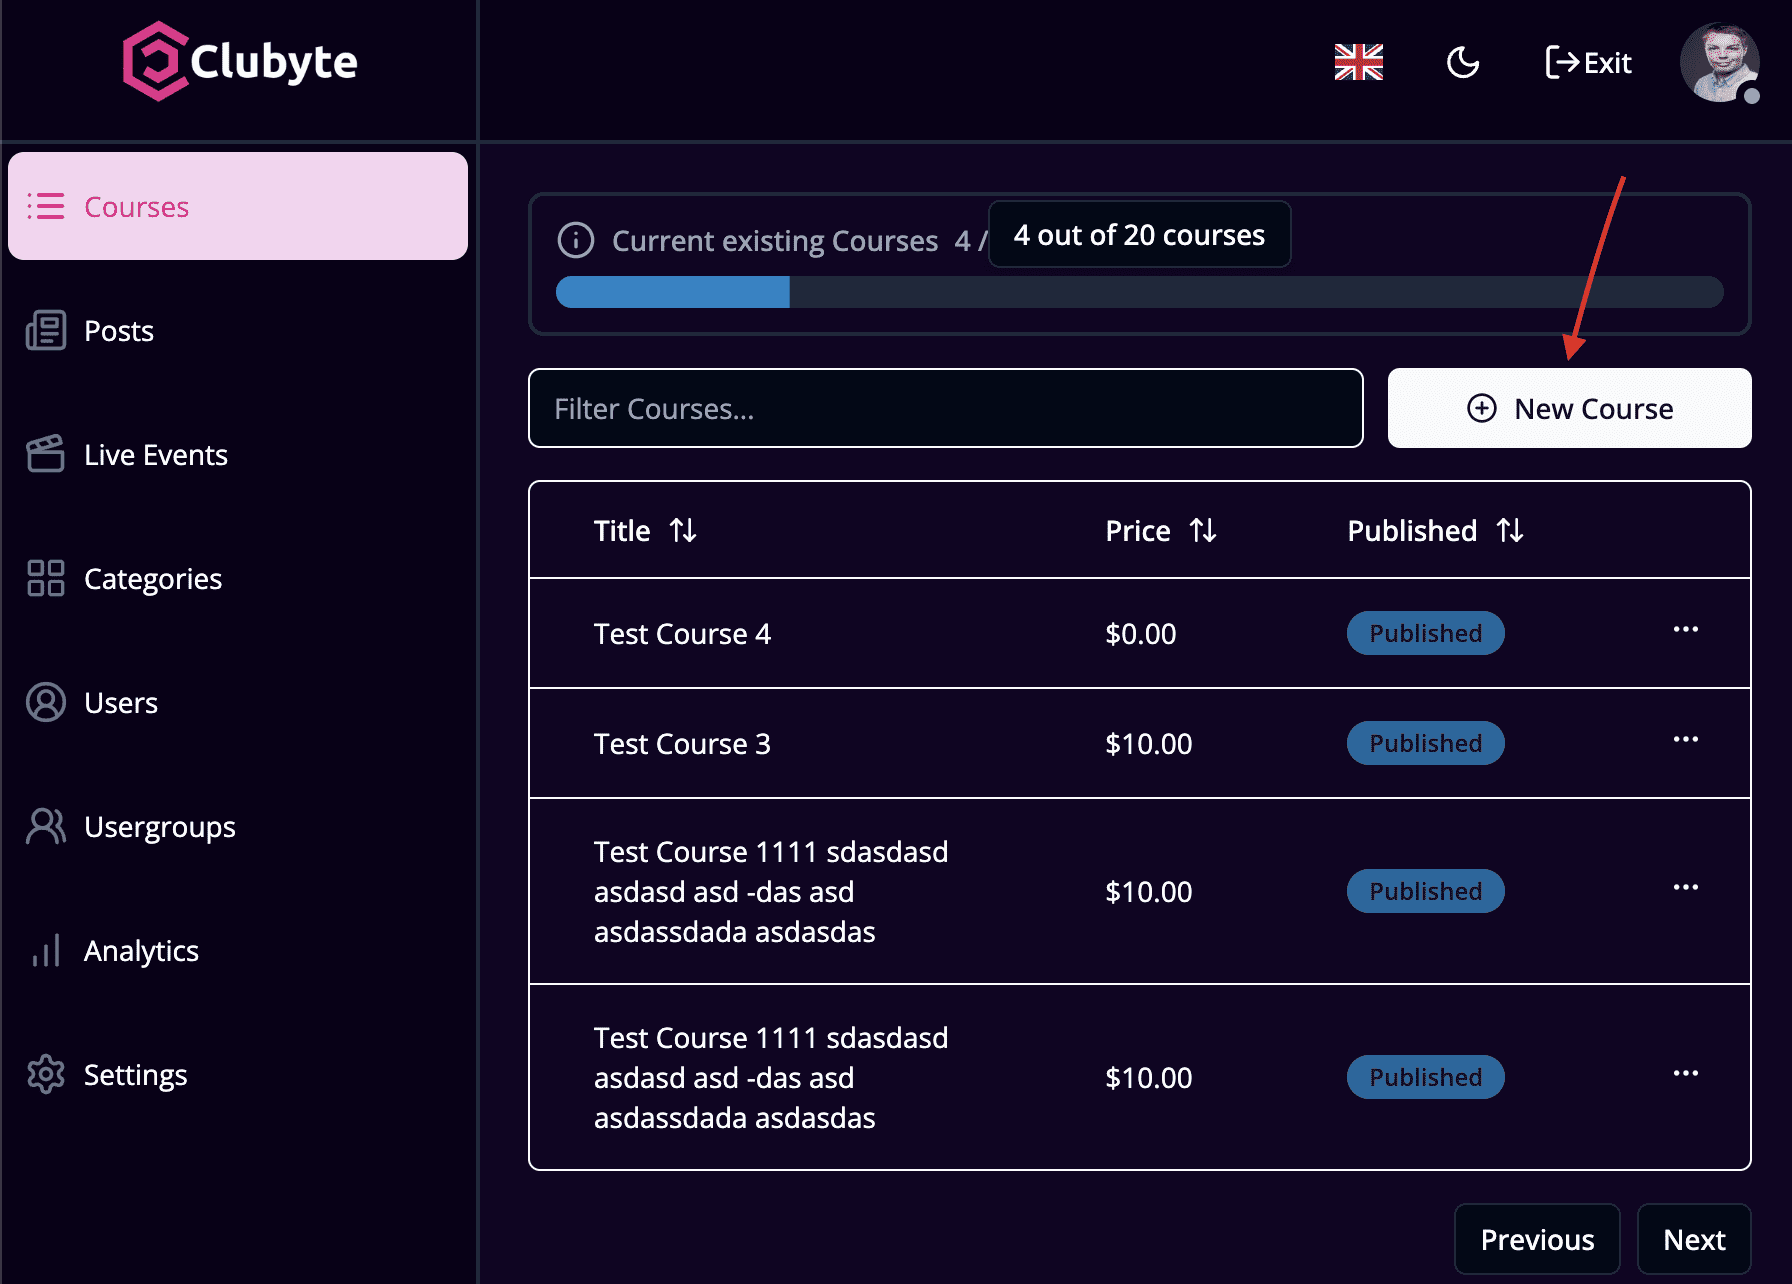 Clubyte
Exit
Courses
Posts
Live Events
Categories
Users
Usergroups
Analytics
Settings
Current existing Courses 4 /
4 out of 20 courses
Filter Courses...
New Course
Title Price Published
Test Course 4 $0.00 Published ...
Test Course 3 $10.00 Published ...
Test Course 1111 sdasdasd
asdasd asd -das asd $10.00 Published ...
asdassdada asdasdas
Test Course 1111 sdasdasd
asdasd asd -das asd $10.00 Published ...
asdassdada asdasdas
Previous Next